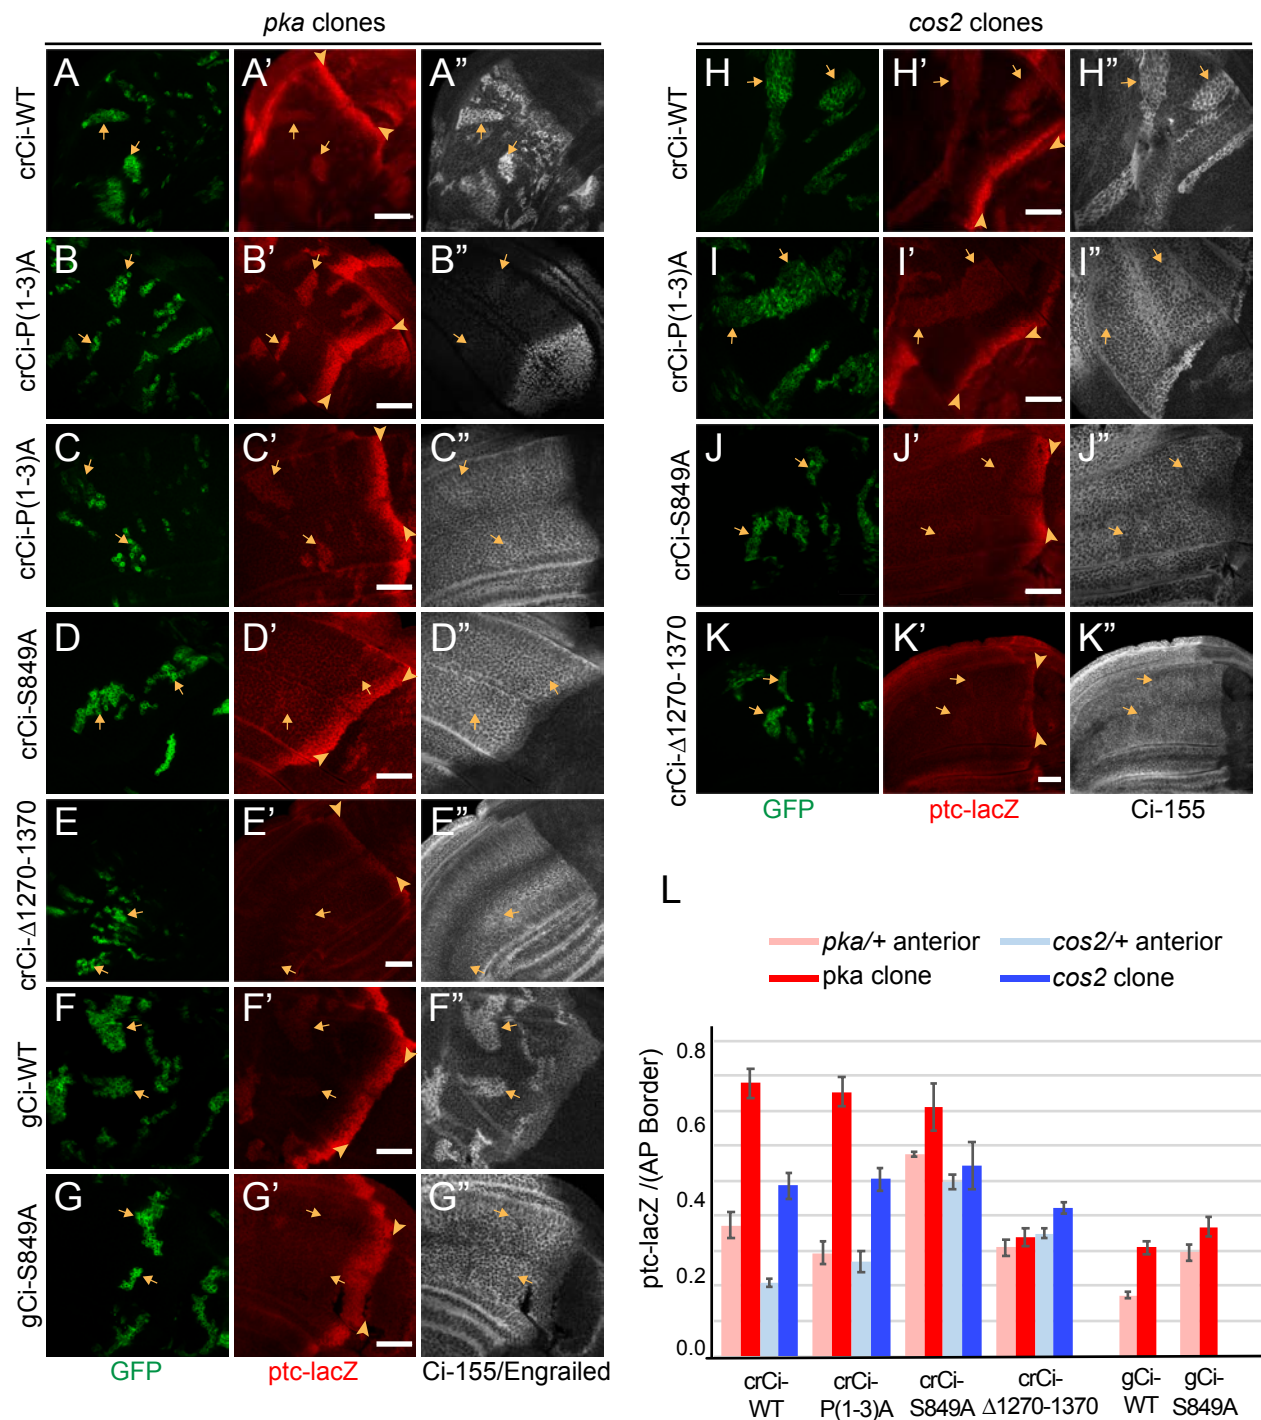 pka clones
cos2 clones
crCi-WT
A
A’
A”
crCi-P(1-3)A
B
B’
B”
crCi-P(1-3)A
C
C’
C”
crCi-S849A
D
D’
D”
crCi-Δ1270-1370
E
E’
E”
gCi-WT
F
F’
F”
gCi-S849A
G
G’
G”
GFP
ptc-lacZ
Ci-155/Engrailed
crCi-WT
H
H’
H”
crCi-P(1-3)A
I
I’
I”
crCi-S849A
J
J’
J”
crCi-Δ1270-1370
K
K’
K”
GFP
ptc-lacZ
Ci-155
L
pka/+ anterior
cos2/+ anterior
pka clone
cos2 clone
ptc-lacZ /(AP Border)
0.8
0.6
0.4
0.2
0.0
crCi-
WT
crCi-
P(1-3)A
crCi-
S849A
crCi-
Δ1270-1370
gCi-
WT
gCi-
S849A